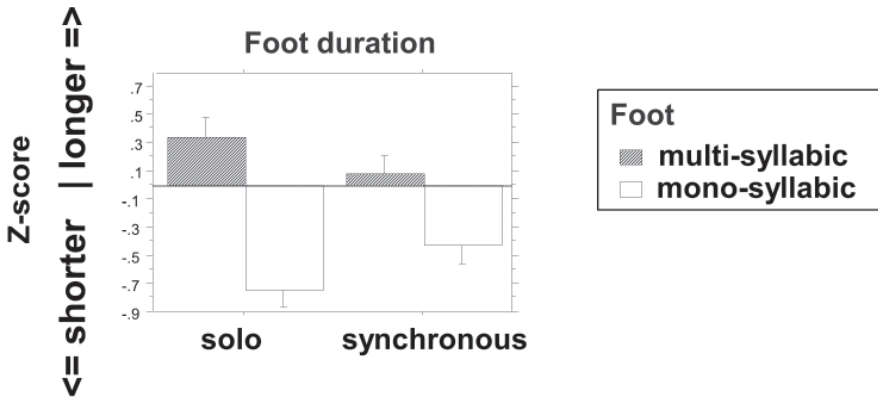 Foot duration
Z-score
<= shorter | longer =>
.7
.5
.3
.1
-.1
-.3
-.5
-.7
-.9
solo synchronous
Foot
multi-syllabic
mono-syllabic